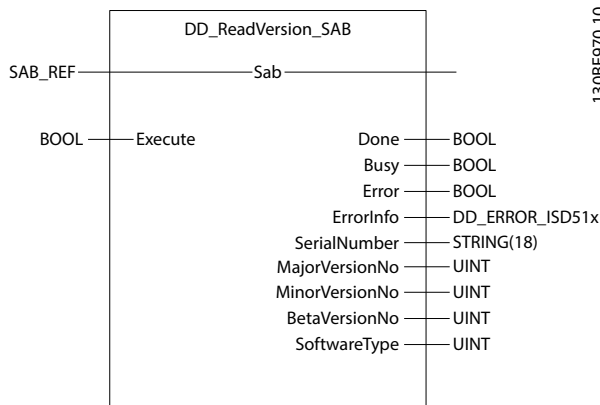 DD_ReadVersion_SAB
SAB_REF Sab
BOOL Execute Done BOOL
Busy BOOL
Error BOOL
ErrorInfo DD_ERROR_ISD51x
SerialNumber STRING(18)
MajorVersionNo UINT
MinorVersionNo UINT
BetaVersionNo UINT
SoftwareType UINT
130BE970.10